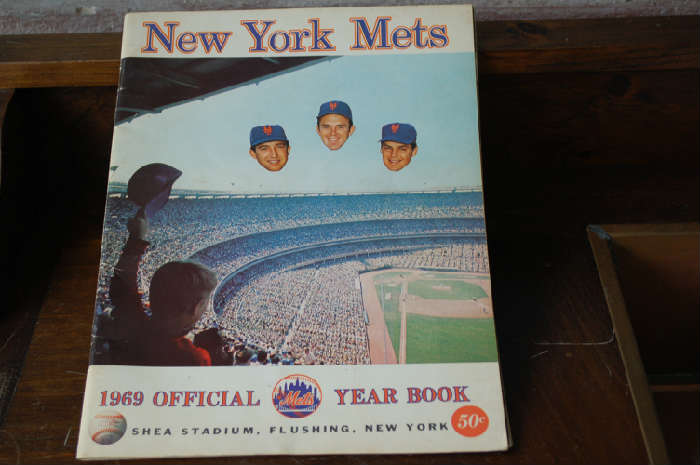 New York Mets
1969 OFFICIAL Mets YEAR BOOK
SHEA STADIUM, FLUSHING, NEW YORK 50¢